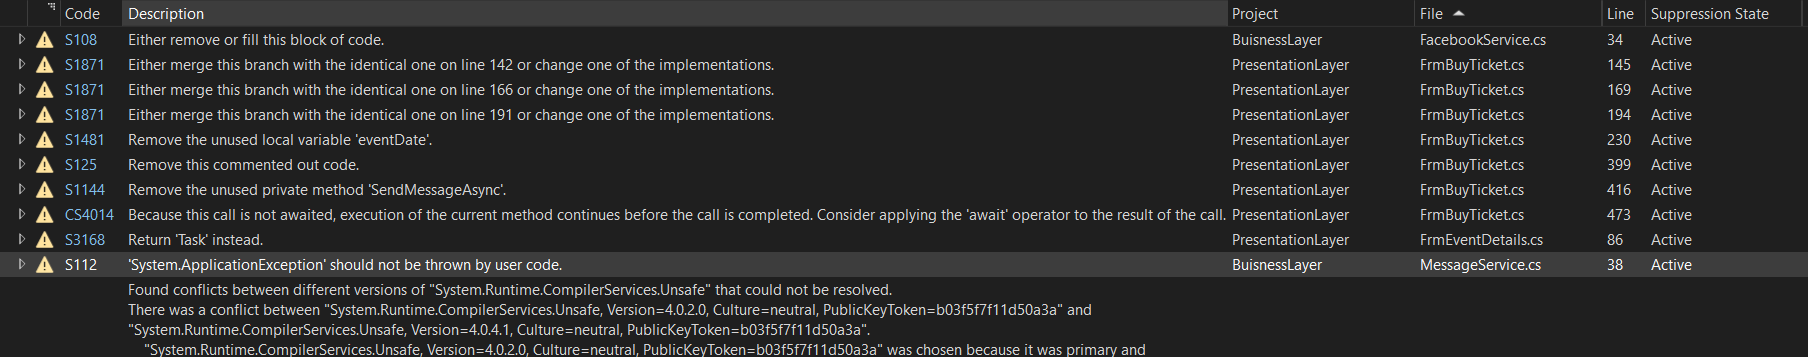 Code Description Project File Line Suppression State
S108 Either remove or fill this block of code. BuisnessLayer FacebookService.cs 34 Active
S1871 Either merge this branch with the identical one on line 142 or change one of the implementations. PresentationLayer FrmBuyTicket.cs 145 Active
S1871 Either merge this branch with the identical one on line 166 or change one of the implementations. PresentationLayer FrmBuyTicket.cs 169 Active
S1871 Either merge this branch with the identical one on line 191 or change one of the implementations. PresentationLayer FrmBuyTicket.cs 194 Active
S1481 Remove the unused local variable 'eventDate'. PresentationLayer FrmBuyTicket.cs 230 Active
S125 Remove this commented out code. PresentationLayer FrmBuyTicket.cs 399 Active
S1144 Remove the unused private method 'SendMessageAsync'. PresentationLayer FrmBuyTicket.cs 416 Active
CS4014 Because this call is not awaited, execution of the current method continues before the call is completed. Consider applying the 'await' operator to the result of the call. PresentationLayer FrmBuyTicket.cs 473 Active
S3168 Return 'Task' instead. PresentationLayer FrmEventDetails.cs 86 Active
S112 'System.ApplicationException' should not be thrown by user code. BuisnessLayer MessageService.cs 38 Active
Found conflicts between different versions of "System.Runtime.CompilerServices.Unsafe" that could not be resolved.
There was a conflict between "System.Runtime.CompilerServices.Unsafe, Version=4.0.2.0, Culture=neutral, PublicKeyToken=b03f5f7f11d50a3a" and
"System.Runtime.CompilerServices.Unsafe, Version=4.0.4.1, Culture=neutral, PublicKeyToken=b03f5f7f11d50a3a".
"System.Runtime.CompilerServices.Unsafe, Version=4.0.2.0, Culture=neutral, PublicKeyToken=b03f5f7f11d50a3a" was chosen because it was primary and